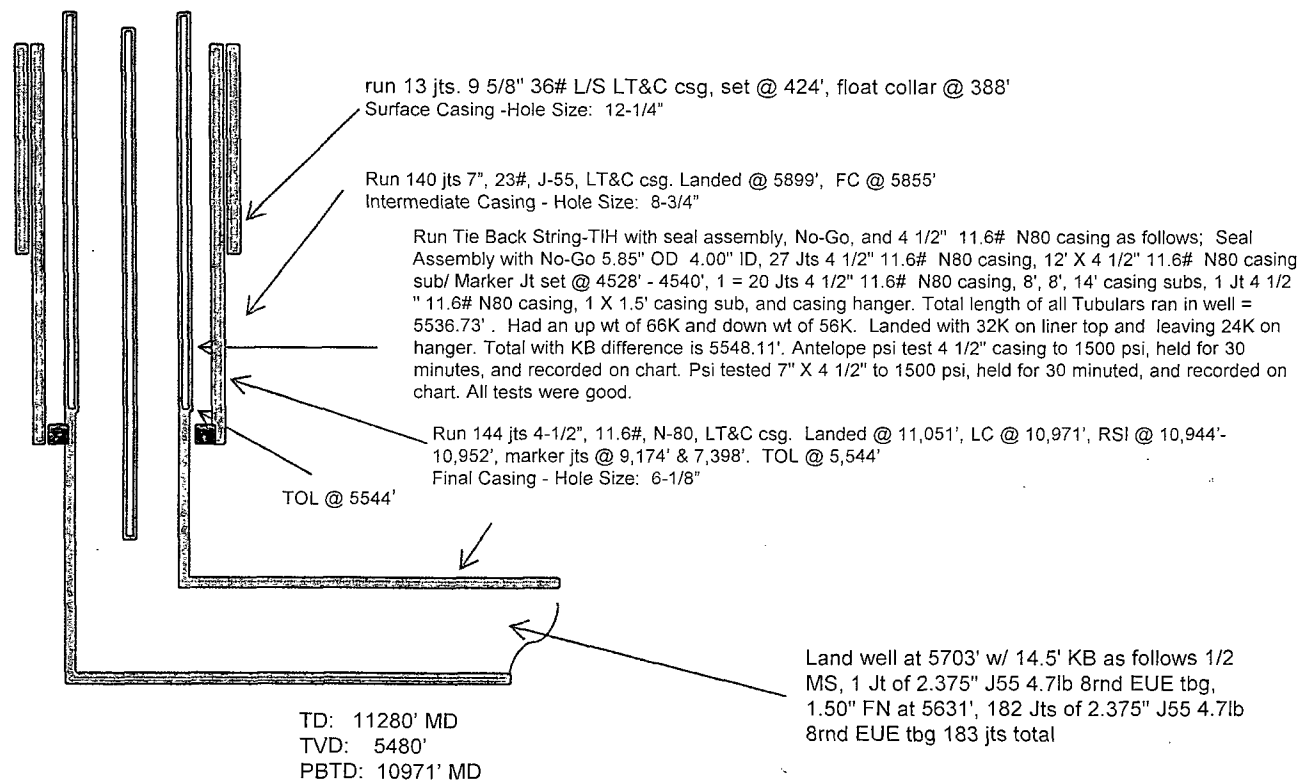 run 13 jts. 9 5/8" 36# L/S LT&C csg, set @ 424', float collar @ 388'
Surface Casing -Hole Size: 12-1/4"
Run 140 jts 7", 23#, J-55, LT&C csg. Landed @ 5899', FC @ 5855'
Intermediate Casing - Hole Size: 8-3/4"
Run Tie Back String-TIH with seal assembly, No-Go, and 4 1/2" 11.6# N80 casing as follows; Seal
Assembly with No-Go 5.85" OD 4.00" ID, 27 Jts 4 1/2" 11.6# N80 casing, 12' X 4 1/2" 11.6# N80 casing
sub/ Marker Jt set @ 4528' - 4540', 1 = 20 Jts 4 1/2" 11.6# N80 casing, 8', 8', 14' casing subs, 1 Jt 4 1/2
" 11.6# N80 casing, 1 X 1.5' casing sub, and casing hanger. Total length of all Tubulars ran in well =
5536.73' . Had an up wt of 66K and down wt of 56K. Landed with 32K on liner top and leaving 24K on
hanger. Total with KB difference is 5548.11'. Antelope psi test 4 1/2" casing to 1500 psi, held for 30
minutes, and recorded on chart. Psi tested 7" X 4 1/2" to 1500 psi, held for 30 minuted, and recorded on
chart. All tests were good.
Run 144 jts 4-1/2", 11.6#, N-80, LT&C csg. Landed @ 11,051', LC @ 10,971', RSI @ 10,944'-
10,952', marker jts @ 9,174' & 7,398'. TOL @ 5,544'
Final Casing - Hole Size: 6-1/8"
TOL @ 5544'
Land well at 5703' w/ 14.5' KB as follows 1/2
MS, 1 Jt of 2.375" J55 4.7lb 8rnd EUE tbg,
1.50" FN at 5631', 182 Jts of 2.375" J55 4.7lb
8rnd EUE tbg 183 jts total
TD: 11280' MD
TVD: 5480'
PBTD: 10971' MD